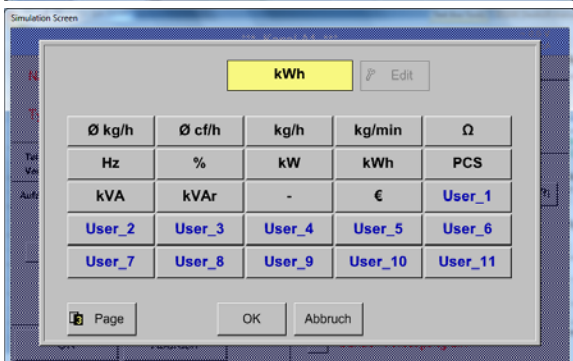 Simulation Screen
kWh
Edit
Ø kg/h Ø cf/h kg/h kg/min Ω
Hz % kW kWh PCS
kVA kVAr - € User_1
User_2 User_3 User_4 User_5 User_6
User_7 User_8 User_9 User_10 User_11
Page OK Abbruch